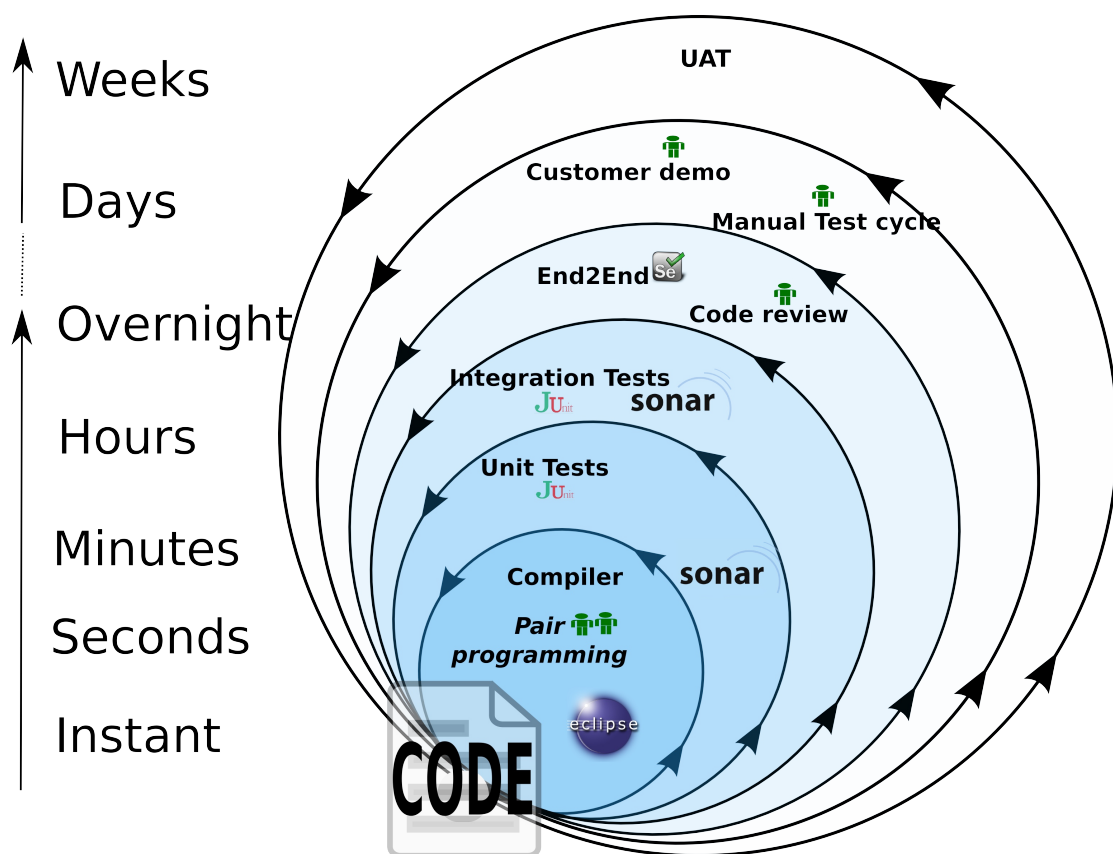 UAT
Weeks
Customer demo
Days
Manual Test cycle
End2End
Se
Code review
Overnight
Integration Tests
JUnit
sonar
Hours
Unit Tests
JUnit
Minutes
Compiler
sonar
Pair
programming
Seconds
eclipse
Instant
CODE